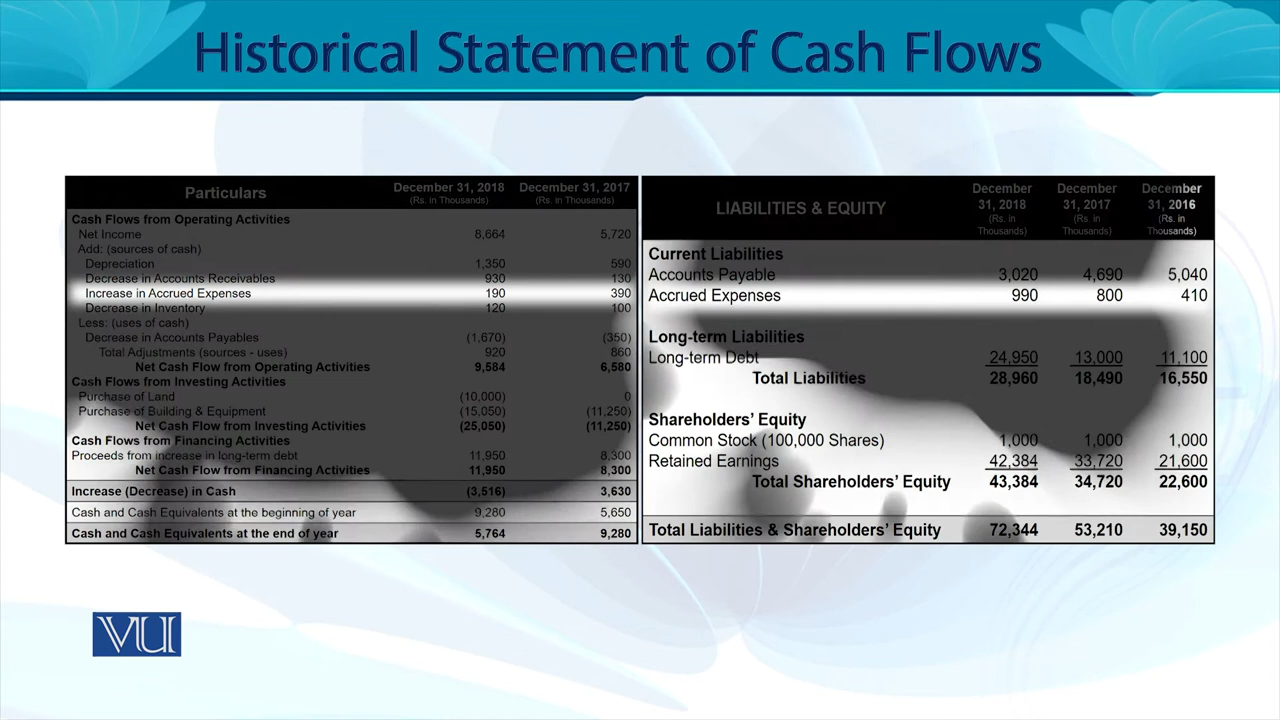 Historical Statement of Cash Flows
Particulars December 31, 2018 December 31, 2017
(Rs. in Thousands) (Rs. in Thousands)
Cash Flows from Operating Activities
Net Income 8,664 5,720
Add: (sources of cash)
Depreciation 1,350 590
Decrease in Accounts Receivables 930 130
Increase in Accrued Expenses 190 390
Decrease in Inventory 120 100
Less: (uses of cash)
Decrease in Accounts Payables (1,670) (350)
Total Adjustments (sources - uses) 920 860
Net Cash Flow from Operating Activities 9,584 6,580
Cash Flows from Investing Activities
Purchase of Land (10,000) 0
Purchase of Building & Equipment (15,050) (11,250)
Net Cash Flow from Investing Activities (25,050) (11,250)
Cash Flows from Financing Activities
Proceeds from increase in long-term debt 11,950 8,300
Net Cash Flow from Financing Activities 11,950 8,300
Increase (Decrease) in Cash (3,516) 3,630
Cash and Cash Equivalents at the beginning of year 9,280 5,650
Cash and Cash Equivalents at the end of year 5,764 9,280
LIABILITIES & EQUITY
December December December
31, 2018 31, 2017 31, 2016
(Rs. in (Rs. in (Rs. in
Thousands) Thousands) Thousands)
Current Liabilities
Accounts Payable 3,020 4,690 5,040
Accrued Expenses 990 800 410
Long-term Liabilities
Long-term Debt 24,950 13,000 11,100
Total Liabilities 28,960 18,490 16,550
Shareholders' Equity
Common Stock (100,000 Shares) 1,000 1,000 1,000
Retained Earnings 42,384 33,720 21,600
Total Shareholders' Equity 43,384 34,720 22,600
Total Liabilities & Shareholders' Equity 72,344 53,210 39,150
VU